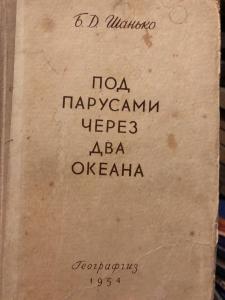 Б. Д. Шанько
ПОД
ПАРУСАМИ
ЧЕРЕЗ
ДВА
ОКЕАНА
Географгиз
1954